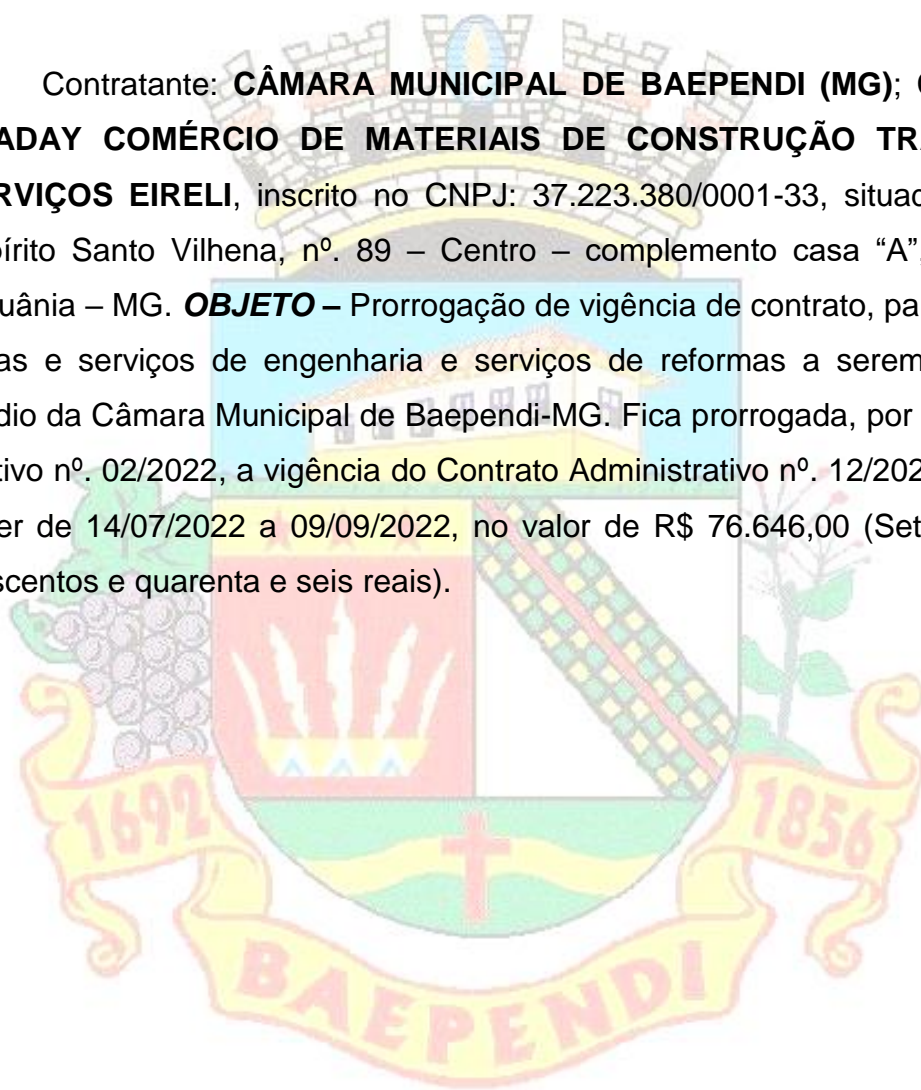 Contratante: CÂMARA MUNICIPAL DE BAEPENDI (MG);
ADAY COMÉRCIO DE MATERIAIS DE CONSTRUÇÃO TRA
RVIÇOS EIRELI, inscrito no CNPJ: 37.223.380/0001-33, situa
írito Santo Vilhena, nº. 89 – Centro – complemento casa “A”,
uânia – MG. OBJETO – Prorrogação de vigência de contrato, pa
as e serviços de engenharia e serviços de reformas a serem
dio da Câmara Municipal de Baependi-MG. Fica prorrogada, por
tivo nº. 02/2022, a vigência do Contrato Administrativo nº. 12/202
er de 14/07/2022 a 09/09/2022, no valor de R$ 76.646,00 (Set
scentos e quarenta e seis reais).
1692
1856
BAEPENDI